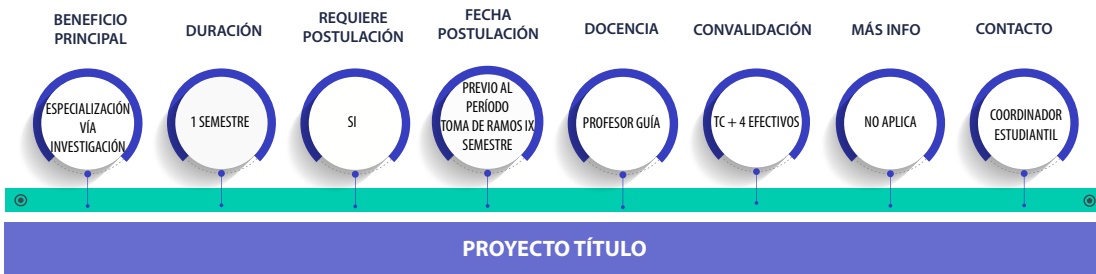 BENEFICIO
PRINCIPAL
DURACIÓN
REQUIERE
POSTULACIÓN
FECHA
POSTULACIÓN
DOCENCIA
CONVALIDACIÓN
MÁS INFO
CONTACTO
ESPECIALIZACIÓN
VÍA
INVESTIGACIÓN
1 SEMESTRE
SI
PREVIO AL
PERÍODO
TOMA DE RAMOS IX
SEMESTRE
PROFESOR GUÍA
TC + 4 EFECTIVOS
NO APLICA
COORDINADOR
ESTUDIANTIL
PROYECTO TÍTULO